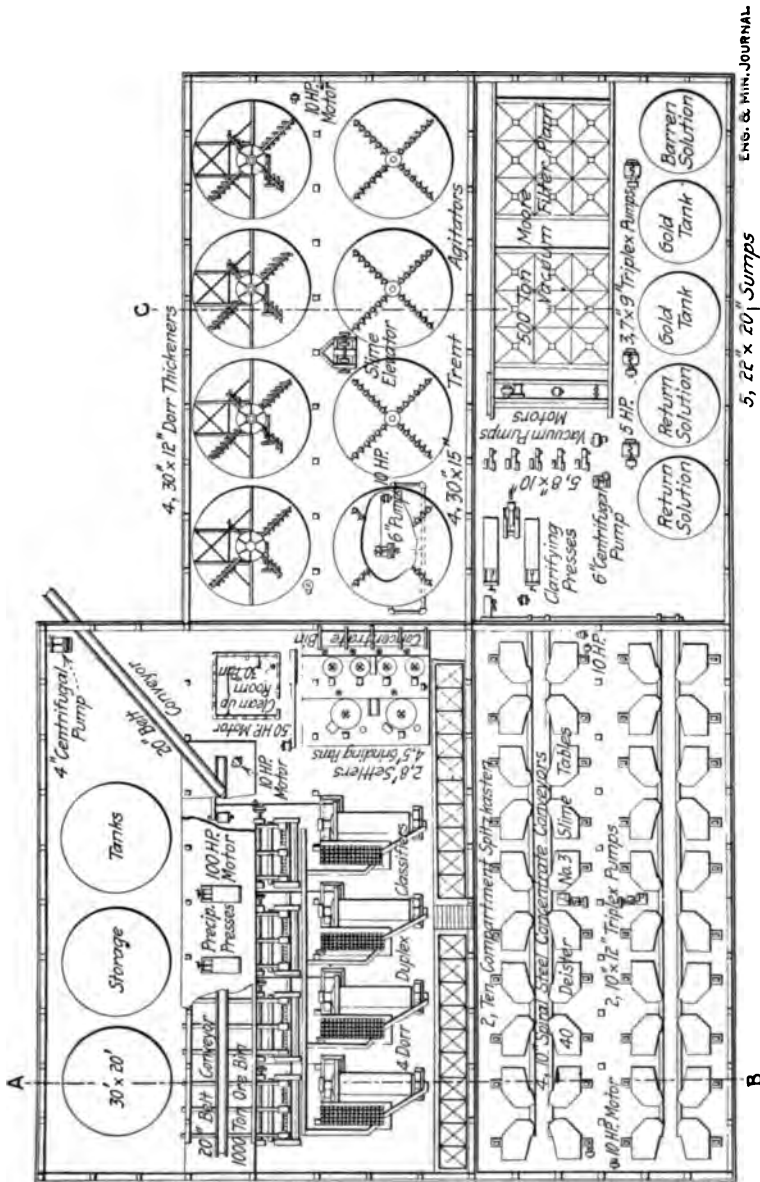 A
4" Centrifugal
Pump
20" Belt
Conveyor
30' x 20'
Storage
Tanks
20" Belt Conveyor
1000 Ton Ore Bin
Precip.
Presses
100 HP.
Motor
10 HP.
Motor
Clean up
Room
30" Pan
50 HP. Motor
Concentrate
Bin
2, 8' Settlers
4, 5' Grinding Pans
4 Dorr
Duplex
Classifiers
2, Ten Compartment Spitzkasten
4, 10" Spiral Steel Concentrate Conveyors
40
Deister
No.3
Slime
Tables
2, 10" x 12" Triplex Pumps
10 HP. Motor
10 HP.
B
4, 30" x 12" Dorr Thickeners
C
10 HP.
Motor
Slime
Elevator
10 HP.
6" Pumps
4, 30" x 15"
Trent
Agitators
500 Ton
Moore
Vacuum
Filter Plant
Vacuum Pumps
Motors
5, 8" x 10"
Clarifying
Presses
6" Centrifugal
Pump
5 HP.
3, 7" x 9" Triplex Pumps
Return
Solution
Return
Solution
Gold
Tank
Gold
Tank
Barren
Solution
5, 22" x 20' Sumps
ENG. & MIN. JOURNAL